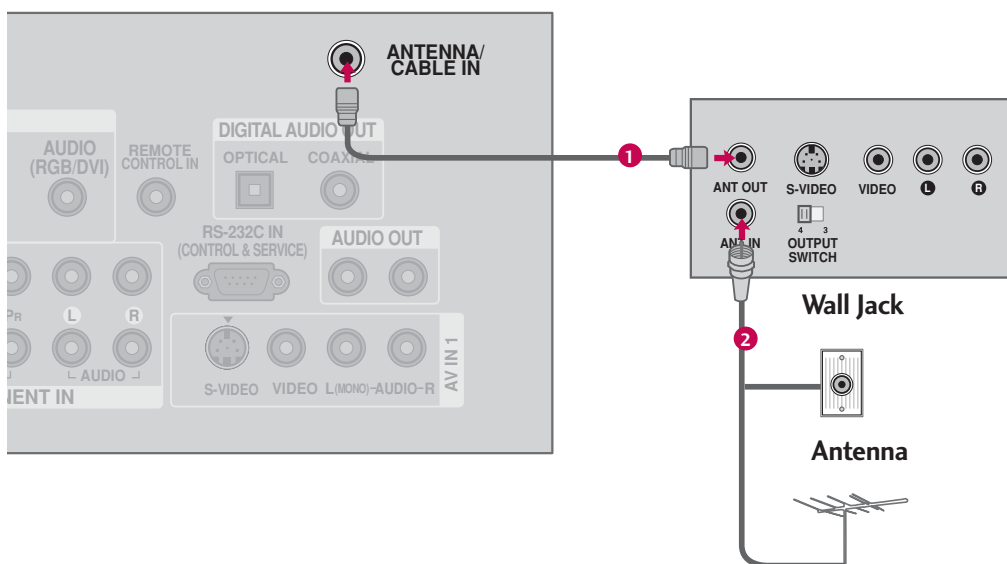 ANTENNA/
CABLE IN
AUDIO
(RGB/DVI)
REMOTE
CONTROL IN
DIGITAL AUDIO OUT
OPTICAL
COAXIAL
RS-232C IN
(CONTROL & SERVICE)
AUDIO OUT
PR
L
R
AUDIO
NENT IN
S-VIDEO
VIDEO
L(MONO)-AUDIO-R
AV IN 1
1
ANT OUT
S-VIDEO
VIDEO
L
R
ANT IN
4 3
OUTPUT
SWITCH
2
Wall Jack
Antenna